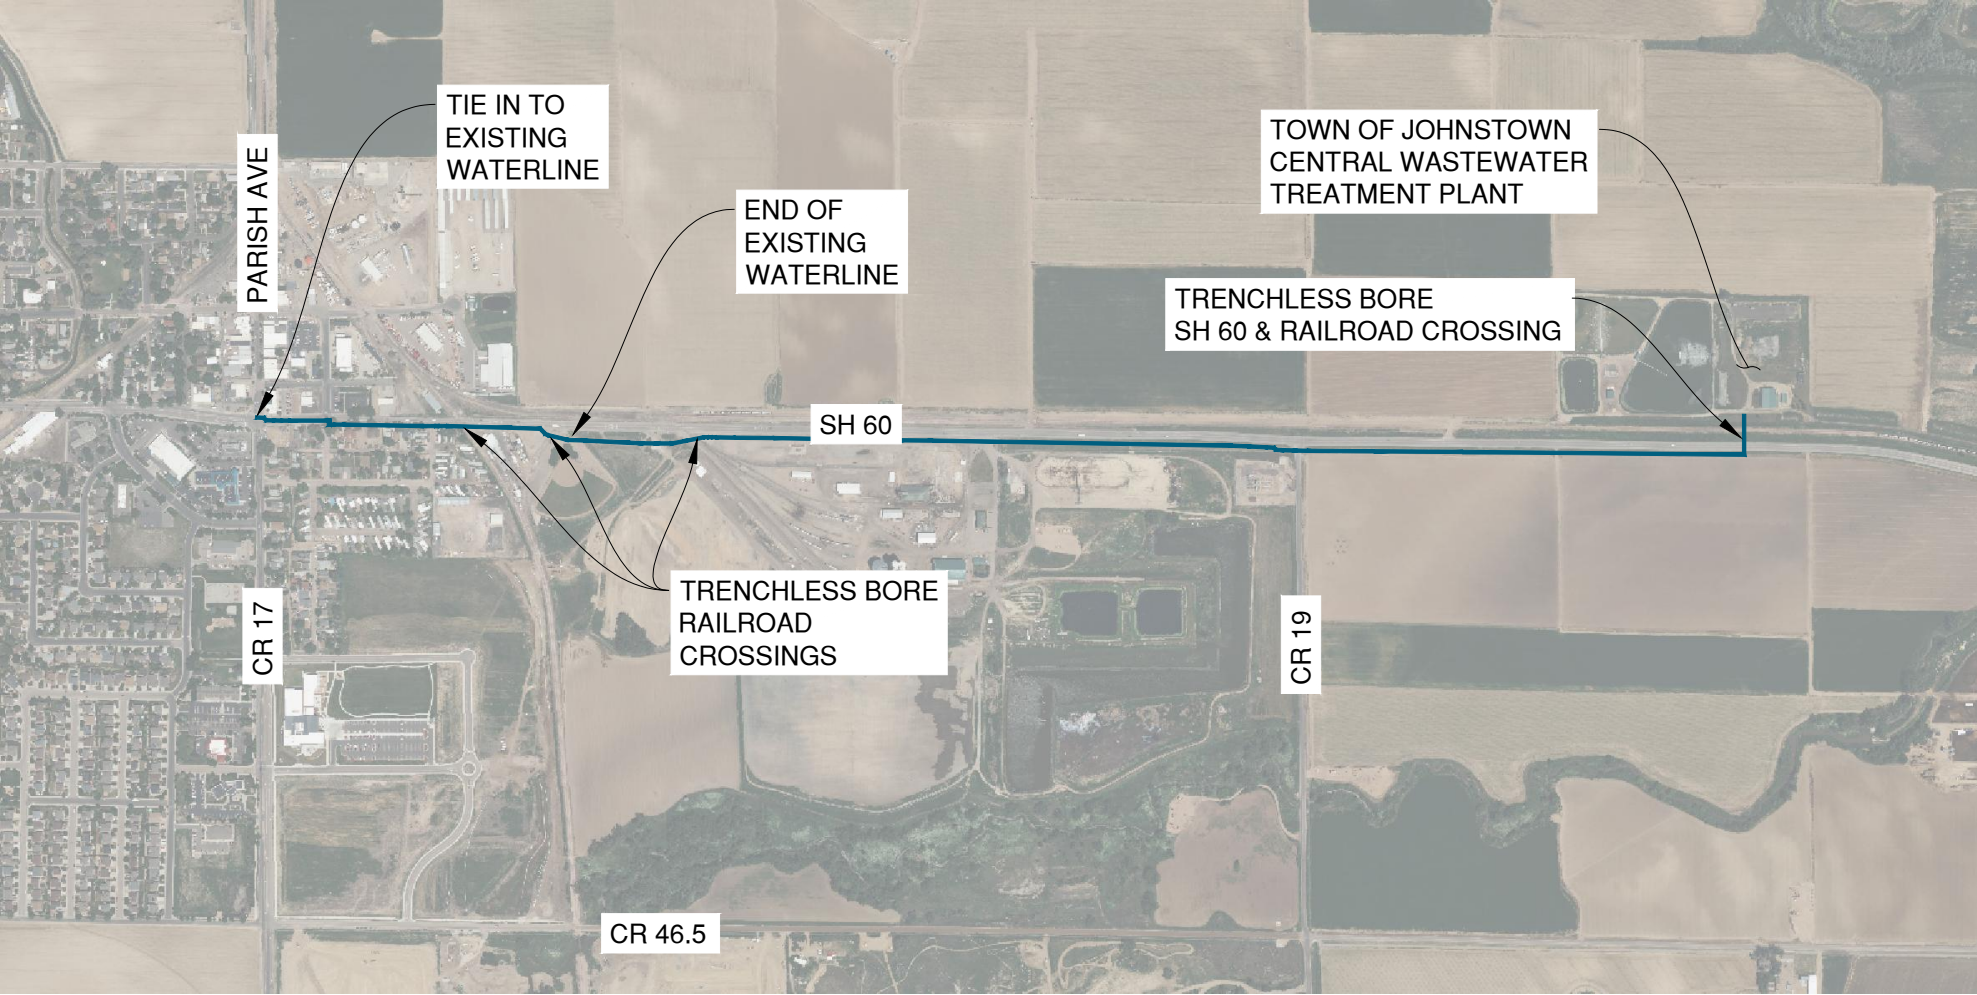 TIE IN TO
EXISTING
WATERLINE
PARISH AVE
END OF
EXISTING
WATERLINE
TOWN OF JOHNSTOWN
CENTRAL WASTEWATER
TREATMENT PLANT
TRENCHLESS BORE
SH 60 & RAILROAD CROSSING
SH 60
TRENCHLESS BORE
RAILROAD
CROSSINGS
CR 17
CR 19
CR 46.5